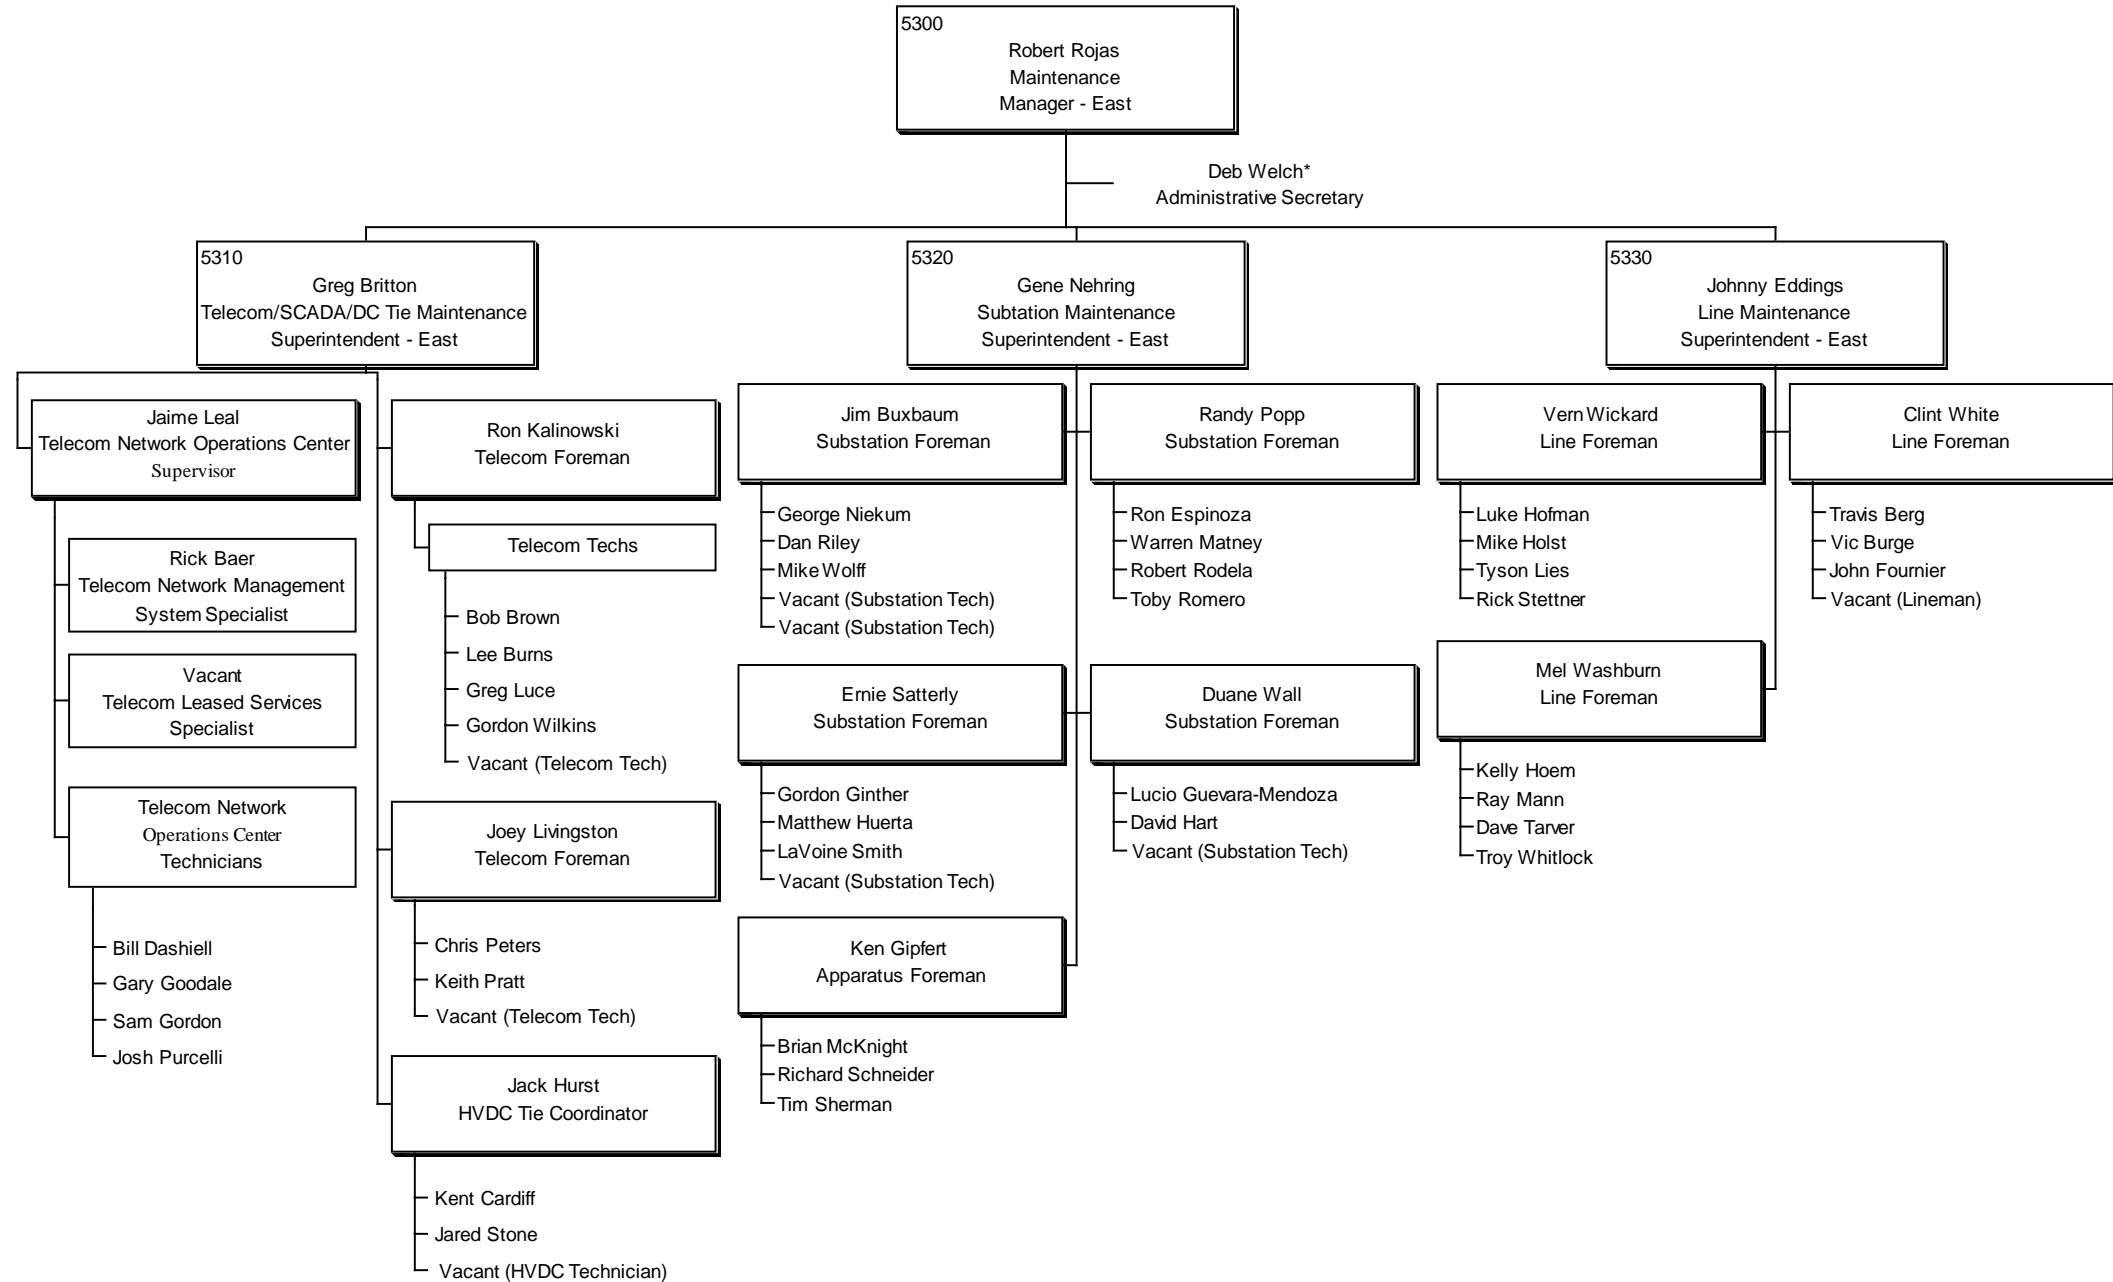 5300
Robert Rojas
Maintenance
Manager - East
Deb Welch*
Administrative Secretary
5310
Greg Britton
Telecom/SCADA/DC Tie Maintenance
Superintendent - East
5320
Gene Nehring
Subtation Maintenance
Superintendent - East
5330
Johnny Eddings
Line Maintenance
Superintendent - East
Jaime Leal
Telecom Network Operations Center
Supervisor
Rick Baer
Telecom Network Management
System Specialist
Vacant
Telecom Leased Services
Specialist
Telecom Network
Operations Center
Technicians
Bill Dashiell
Gary Goodale
Sam Gordon
Josh Purcelli
Ron Kalinowski
Telecom Foreman
Telecom Techs
Bob Brown
Lee Burns
Greg Luce
Gordon Wilkins
Vacant (Telecom Tech)
Joey Livingston
Telecom Foreman
Chris Peters
Keith Pratt
Vacant (Telecom Tech)
Jack Hurst
HVDC Tie Coordinator
Kent Cardiff
Jared Stone
Vacant (HVDC Technician)
Jim Buxbaum
Substation Foreman
George Niekum
Dan Riley
Mike Wolff
Vacant (Substation Tech)
Vacant (Substation Tech)
Randy Popp
Substation Foreman
Ron Espinoza
Warren Matney
Robert Rodela
Toby Romero
Ernie Satterly
Substation Foreman
Gordon Ginther
Matthew Huerta
LaVoine Smith
Vacant (Substation Tech)
Duane Wall
Substation Foreman
Lucio Guevara-Mendoza
David Hart
Vacant (Substation Tech)
Ken Gipfert
Apparatus Foreman
Brian McKnight
Richard Schneider
Tim Sherman
Vern Wickard
Line Foreman
Luke Hofman
Mike Holst
Tyson Lies
Rick Stettner
Clint White
Line Foreman
Travis Berg
Vic Burge
John Fournier
Vacant (Lineman)
Mel Washburn
Line Foreman
Kelly Hoem
Ray Mann
Dave Tarver
Troy Whitlock